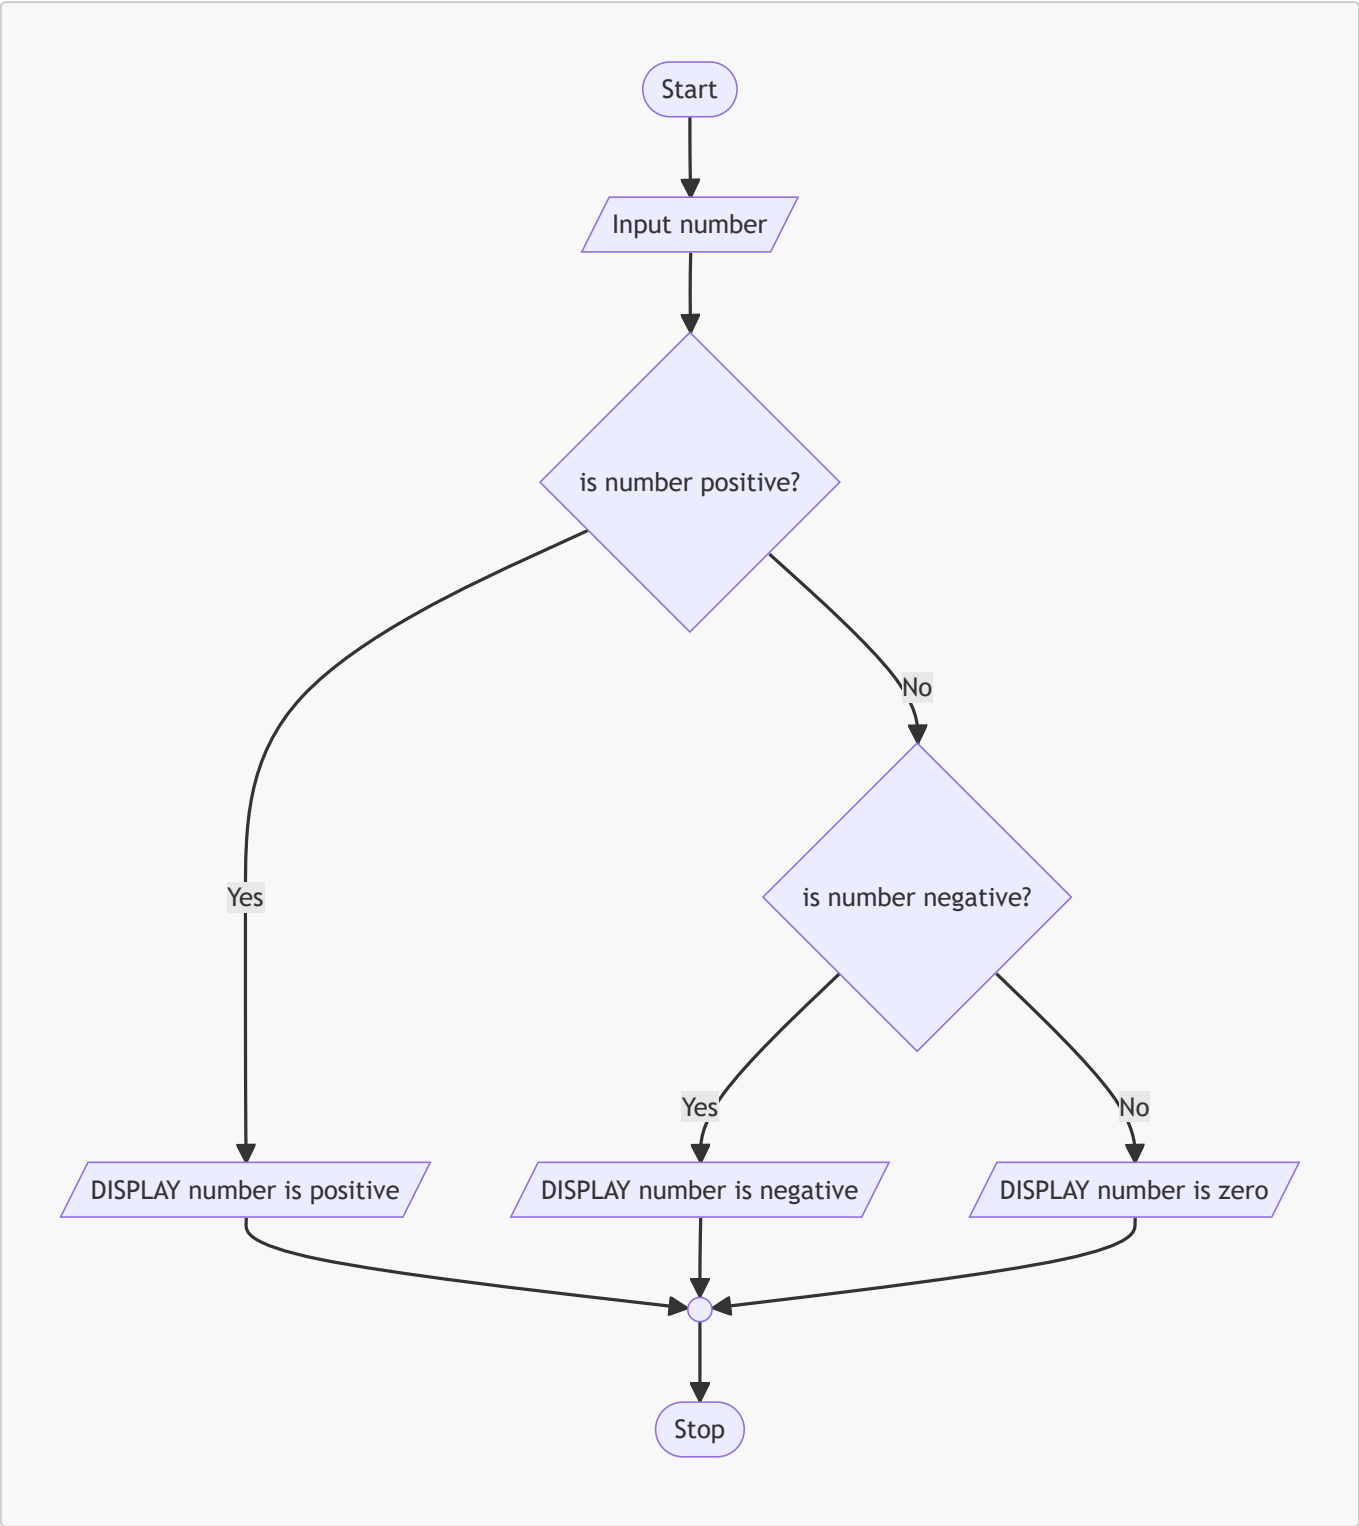 Start
Input number
is number positive?
No
Yes
is number negative?
Yes
No
DISPLAY number is positive
DISPLAY number is negative
DISPLAY number is zero
Stop